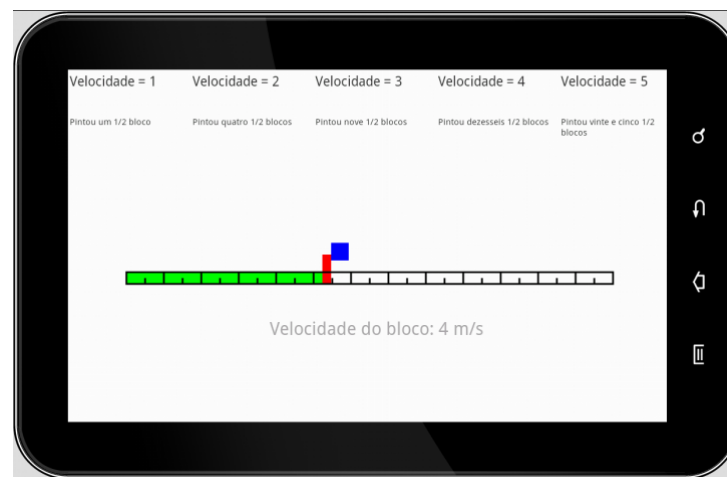 Velocidade = 1
Velocidade = 2
Velocidade = 3
Velocidade = 4
Velocidade = 5
Pintou um 1/2 bloco
Pintou quatro 1/2 blocos
Pintou nove 1/2 blocos
Pintou dezesseis 1/2 blocos
Pintou vinte e cinco 1/2
blocos
Velocidade do bloco: 4 m/s